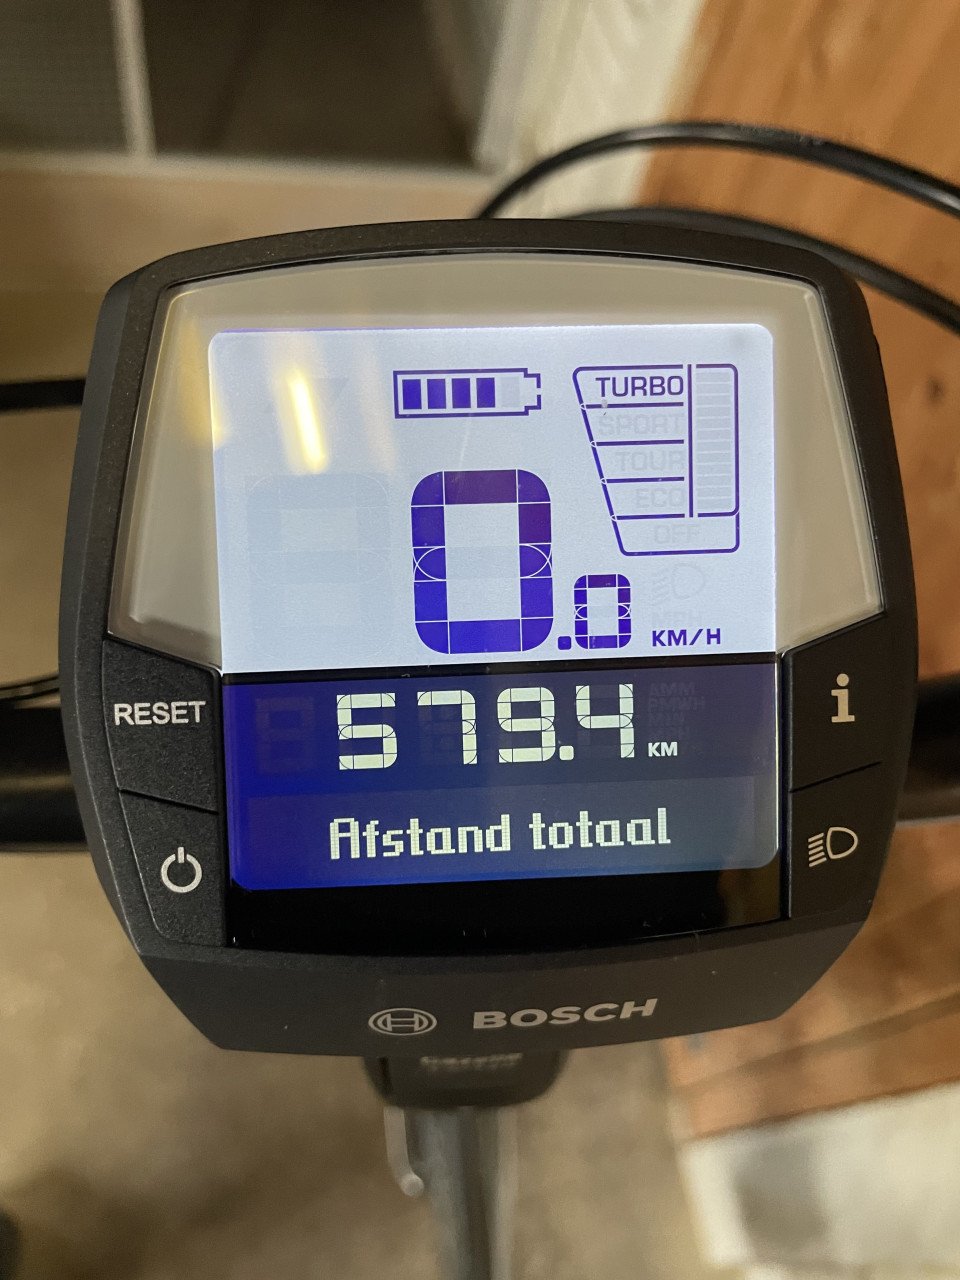 TURBO
SPORT
TOUR
ECO
OFF
0.0 KM/H
RESET
579.4 KM
i
Afstand totaal
BOSCH